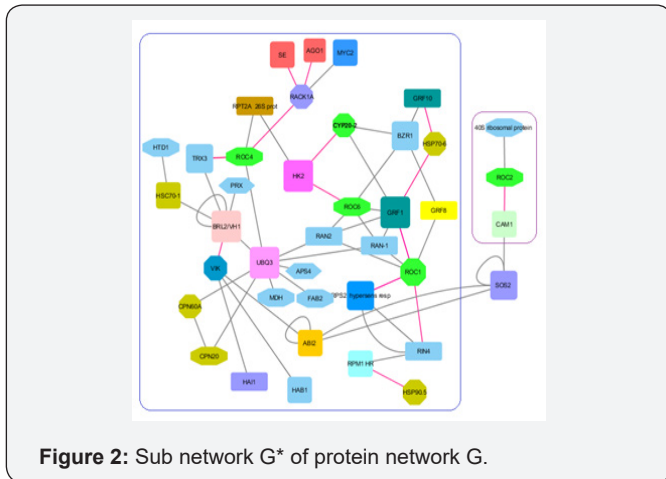 SE
AGO1
MYC2
RACK1A
RPT2A 26S prot
GRF10
CYP20-2
BZR1
HSP70-6
40S ribosomal protein
HTD1
TRX3
ROC4
HK2
ROC2
PRX
HSC70-1
ROC6
GRF1
GRF8
BRL2/VH1
CAM1
RAN2
RAN-1
VIK
UBQ3
APS4
ROC1
SOS2
MDH
FAB2
RPS2 hypersens resp
CPN60A
ABI2
RIN4
CPN20
RPM1 HR
HAI1
HAB1
HSP90.5
Figure 2: Sub network G* of protein network G.